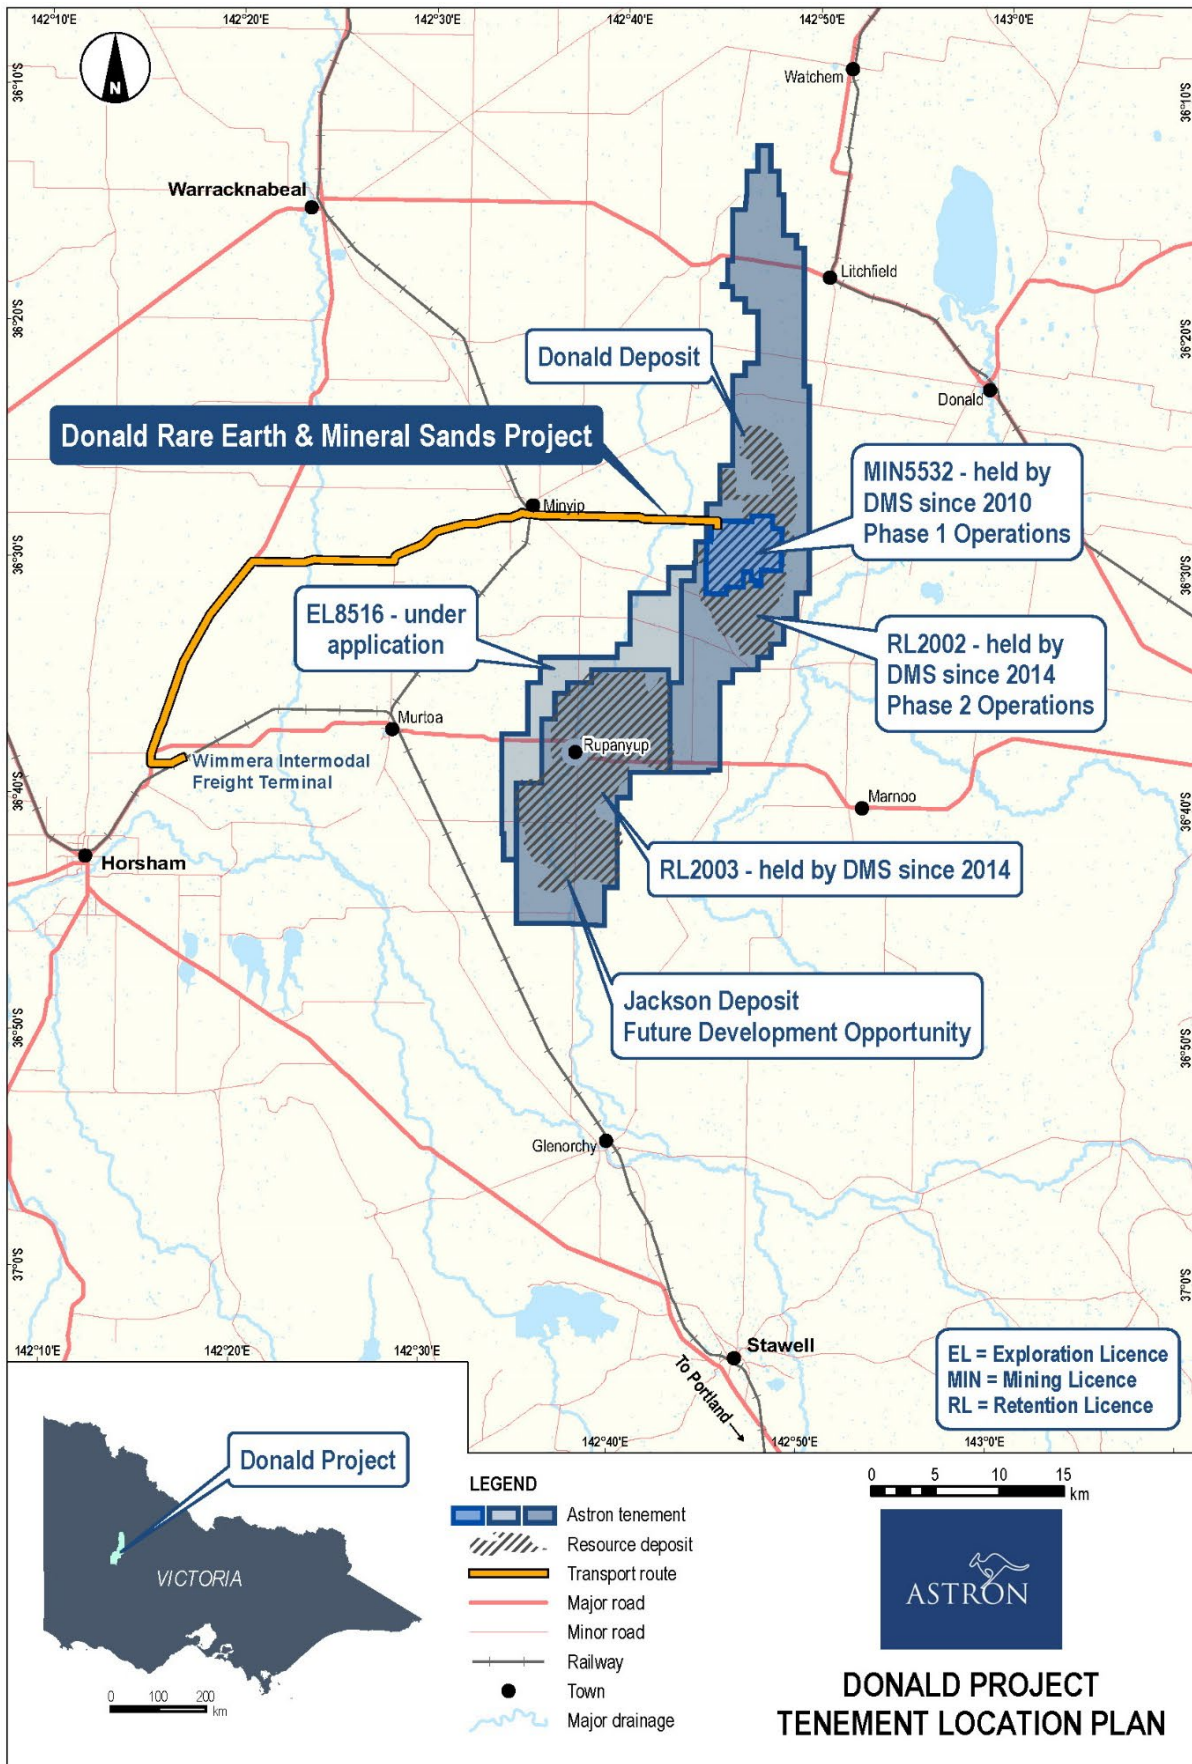 142°10'E
142°20'E
142°30'E
142°40'E
142°50'E
143°0'E
N
36°10'S
36°10'S
Watchem
Warracknabeal
Litchfield
36°20'S
36°20'S
Donald Deposit
Donald
Donald Rare Earth & Mineral Sands Project
MIN5532 - held by
DMS since 2010
Phase 1 Operations
Minyip
36°30'S
36°30'S
EL8516 - under
application
RL2002 - held by
DMS since 2014
Phase 2 Operations
Murtoa
Rupanyup
Wimmera Intermodal
Freight Terminal
36°40'S
36°40'S
Marnoo
Horsham
RL2003 - held by DMS since 2014
Jackson Deposit
Future Development Opportunity
36°50'S
36°50'S
Glenorchy
37°0'S
37°0'S
Stawell
To Portland
EL = Exploration Licence
MIN = Mining Licence
RL = Retention Licence
142°10'E
142°20'E
142°30'E
142°40'E
142°50'E
143°0'E
Donald Project
VICTORIA
0 100 200
km
LEGEND
Astron tenement
Resource deposit
Transport route
Major road
Minor road
Railway
Town
Major drainage
0 5 10 15
km
ASTRON
DONALD PROJECT
TENEMENT LOCATION PLAN